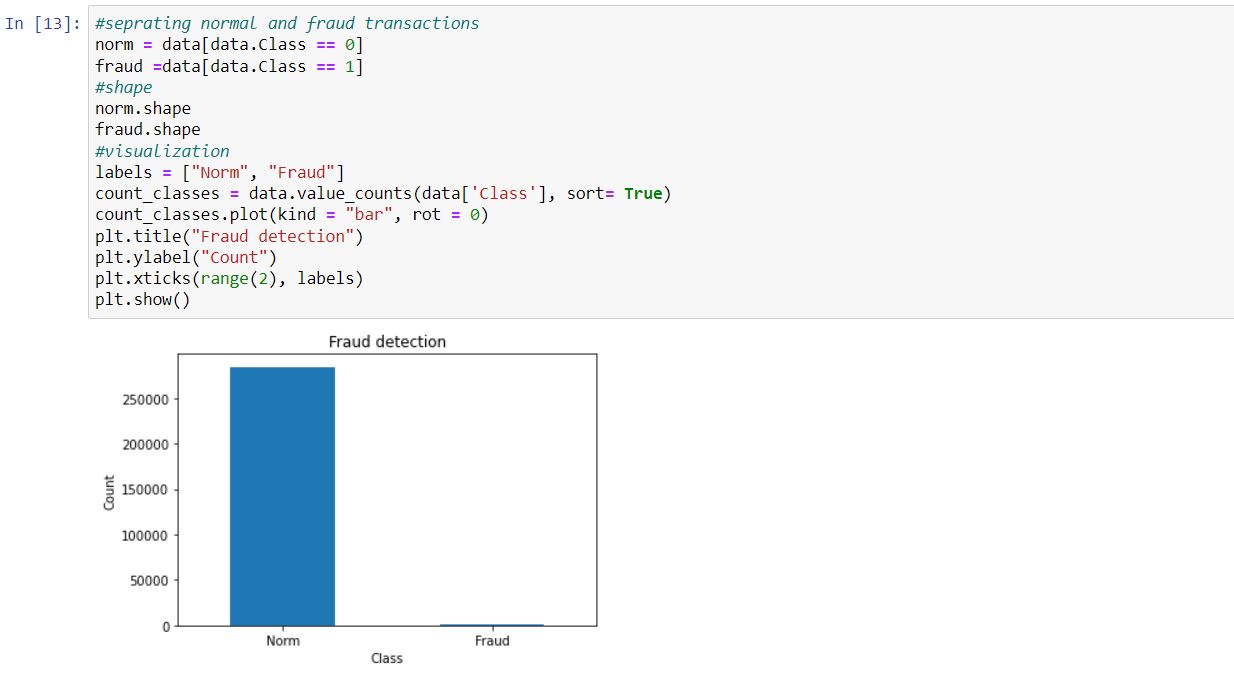 In [13]:
#seprating normal and fraud transactions
norm = data[data.Class == 0]
fraud =data[data.Class == 1]
#shape
norm.shape
fraud.shape
#visualization
labels = ["Norm", "Fraud"]
count_classes = data.value_counts(data['Class'], sort= True)
count_classes.plot(kind = "bar", rot = 0)
plt.title("Fraud detection")
plt.ylabel("Count")
plt.xticks(range(2), labels)
plt.show()
Fraud detection
250000
200000
150000
100000
50000
0
Count
Norm Fraud
Class